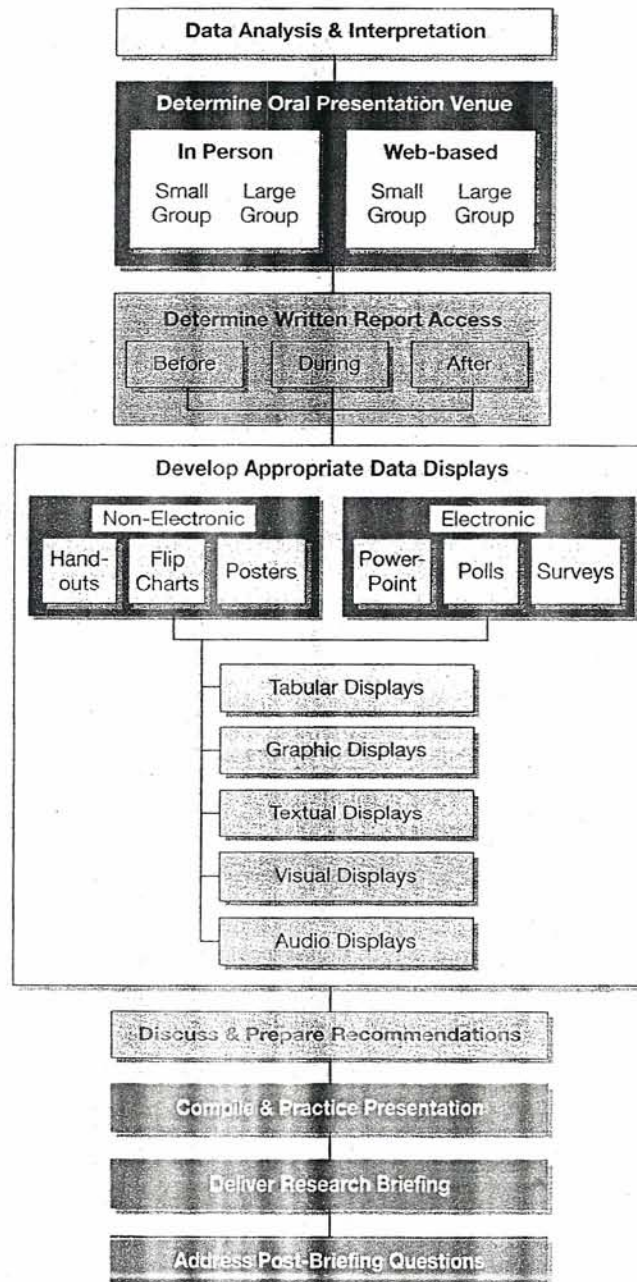 Data Analysis & Interpretation
Determine Oral Presentation Venue
In Person
Small Group
Large Group
Web-based
Small Group
Large Group
Determine Written Report Access
Before
During
After
Develop Appropriate Data Displays
Non-Electronic
Hand-
outs
Flip
Charts
Posters
Electronic
Power-
Point
Polls
Surveys
Tabular Displays
Graphic Displays
Textual Displays
Visual Displays
Audio Displays
Discuss & Prepare Recommendations
Compile & Practice Presentation
Deliver Research Briefing
Address Post-Briefing Questions